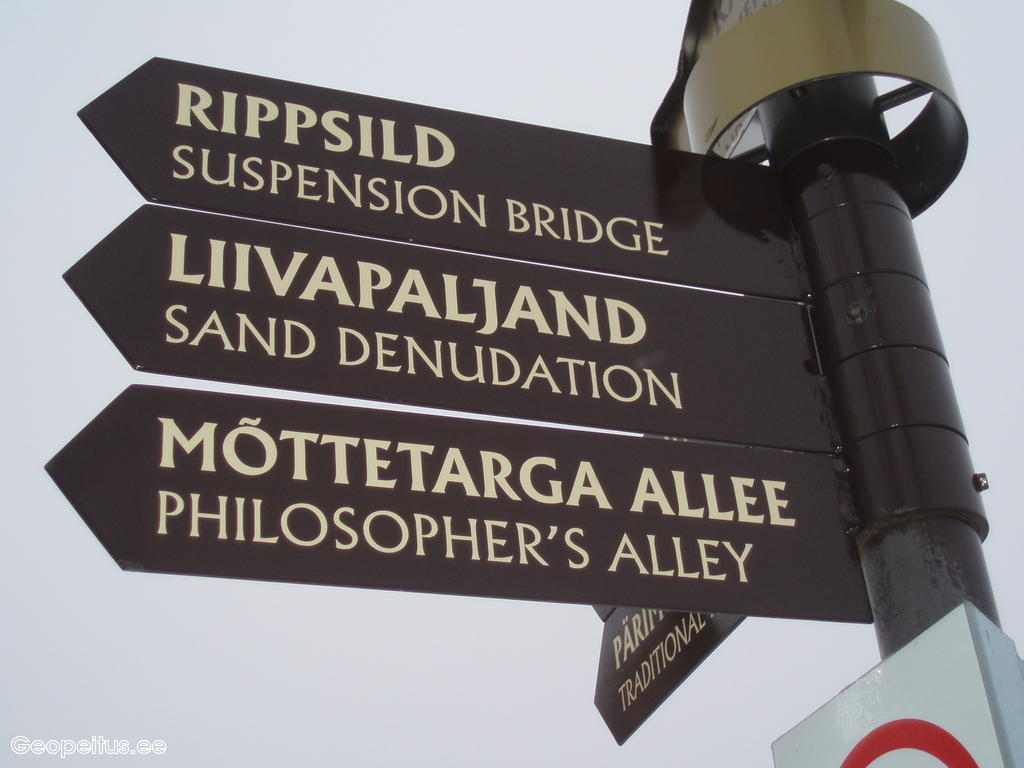 RIPPSILD
SUSPENSION BRIDGE
LIIVAPALJAND
SAND DENUDATION
MÕTTETARGA ALLEE
PHILOSOPHER'S ALLEY
TRADITIONAL
Geopeitus.ee